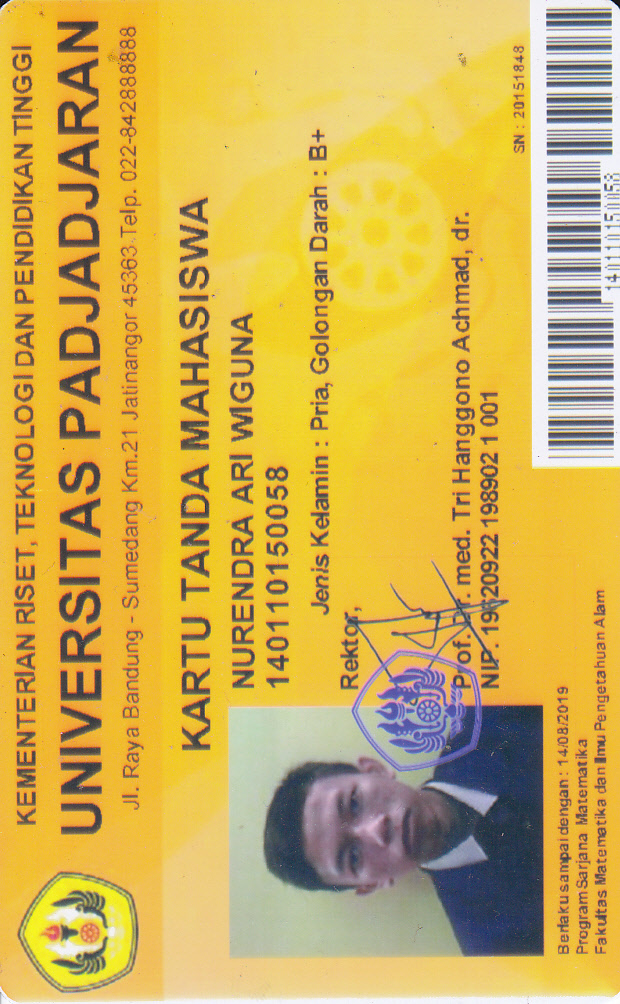 KEMENTERIAN RISET, TEKNOLOGI DAN PENDIDIKAN TINGGI
UNIVERSITAS PADJADJARAN
Jl. Raya Bandung - Sumedang Km.21 Jatinangor 45363 Telp. 022-842888888
KARTU TANDA MAHASISWA
NURENDRA ARI WIGUNA
140110150058
Jenis Kelamin : Pria, Golongan Darah : B+
Rektor,
Prof. Dr. med. Tri Hanggono Achmad, dr.
NIP. 19620922 198902 1 001
Berlaku sampai dengan : 14/08/2019
Program Sarjana Matematika
Fakultas Matematika dan Ilmu Pengetahuan Alam
SN : 20151848
140110150058